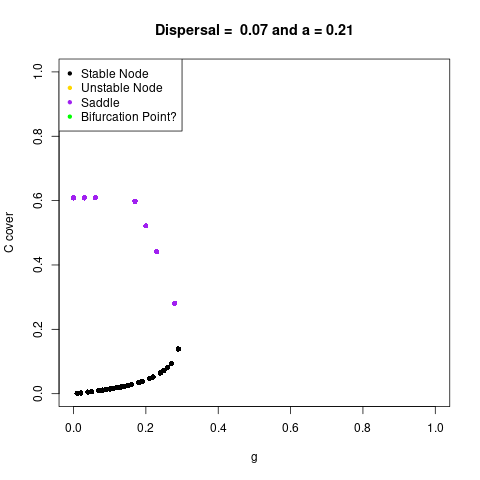 Dispersal =  0.07 and a = 0.21
Stable Node
Unstable Node
Saddle
Bifurcation Point?
C cover
1.0
0.8
0.6
0.4
0.2
0.0
0.0 0.2 0.4 0.6 0.8 1.0
g